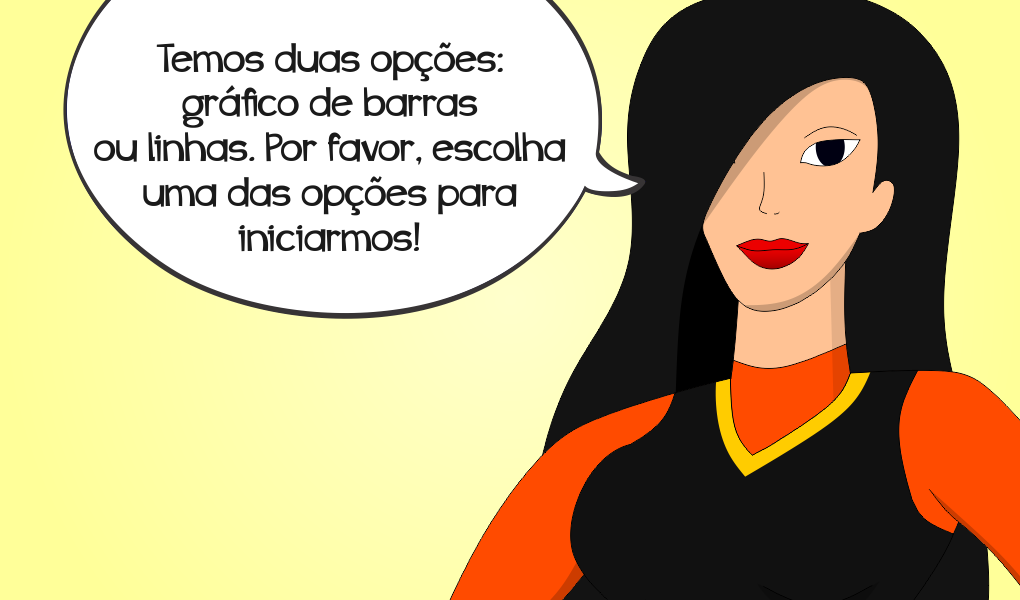 Temos duas opções:
gráfico de barras
ou linhas. Por favor, escolha
uma das opções para
iniciarmos!